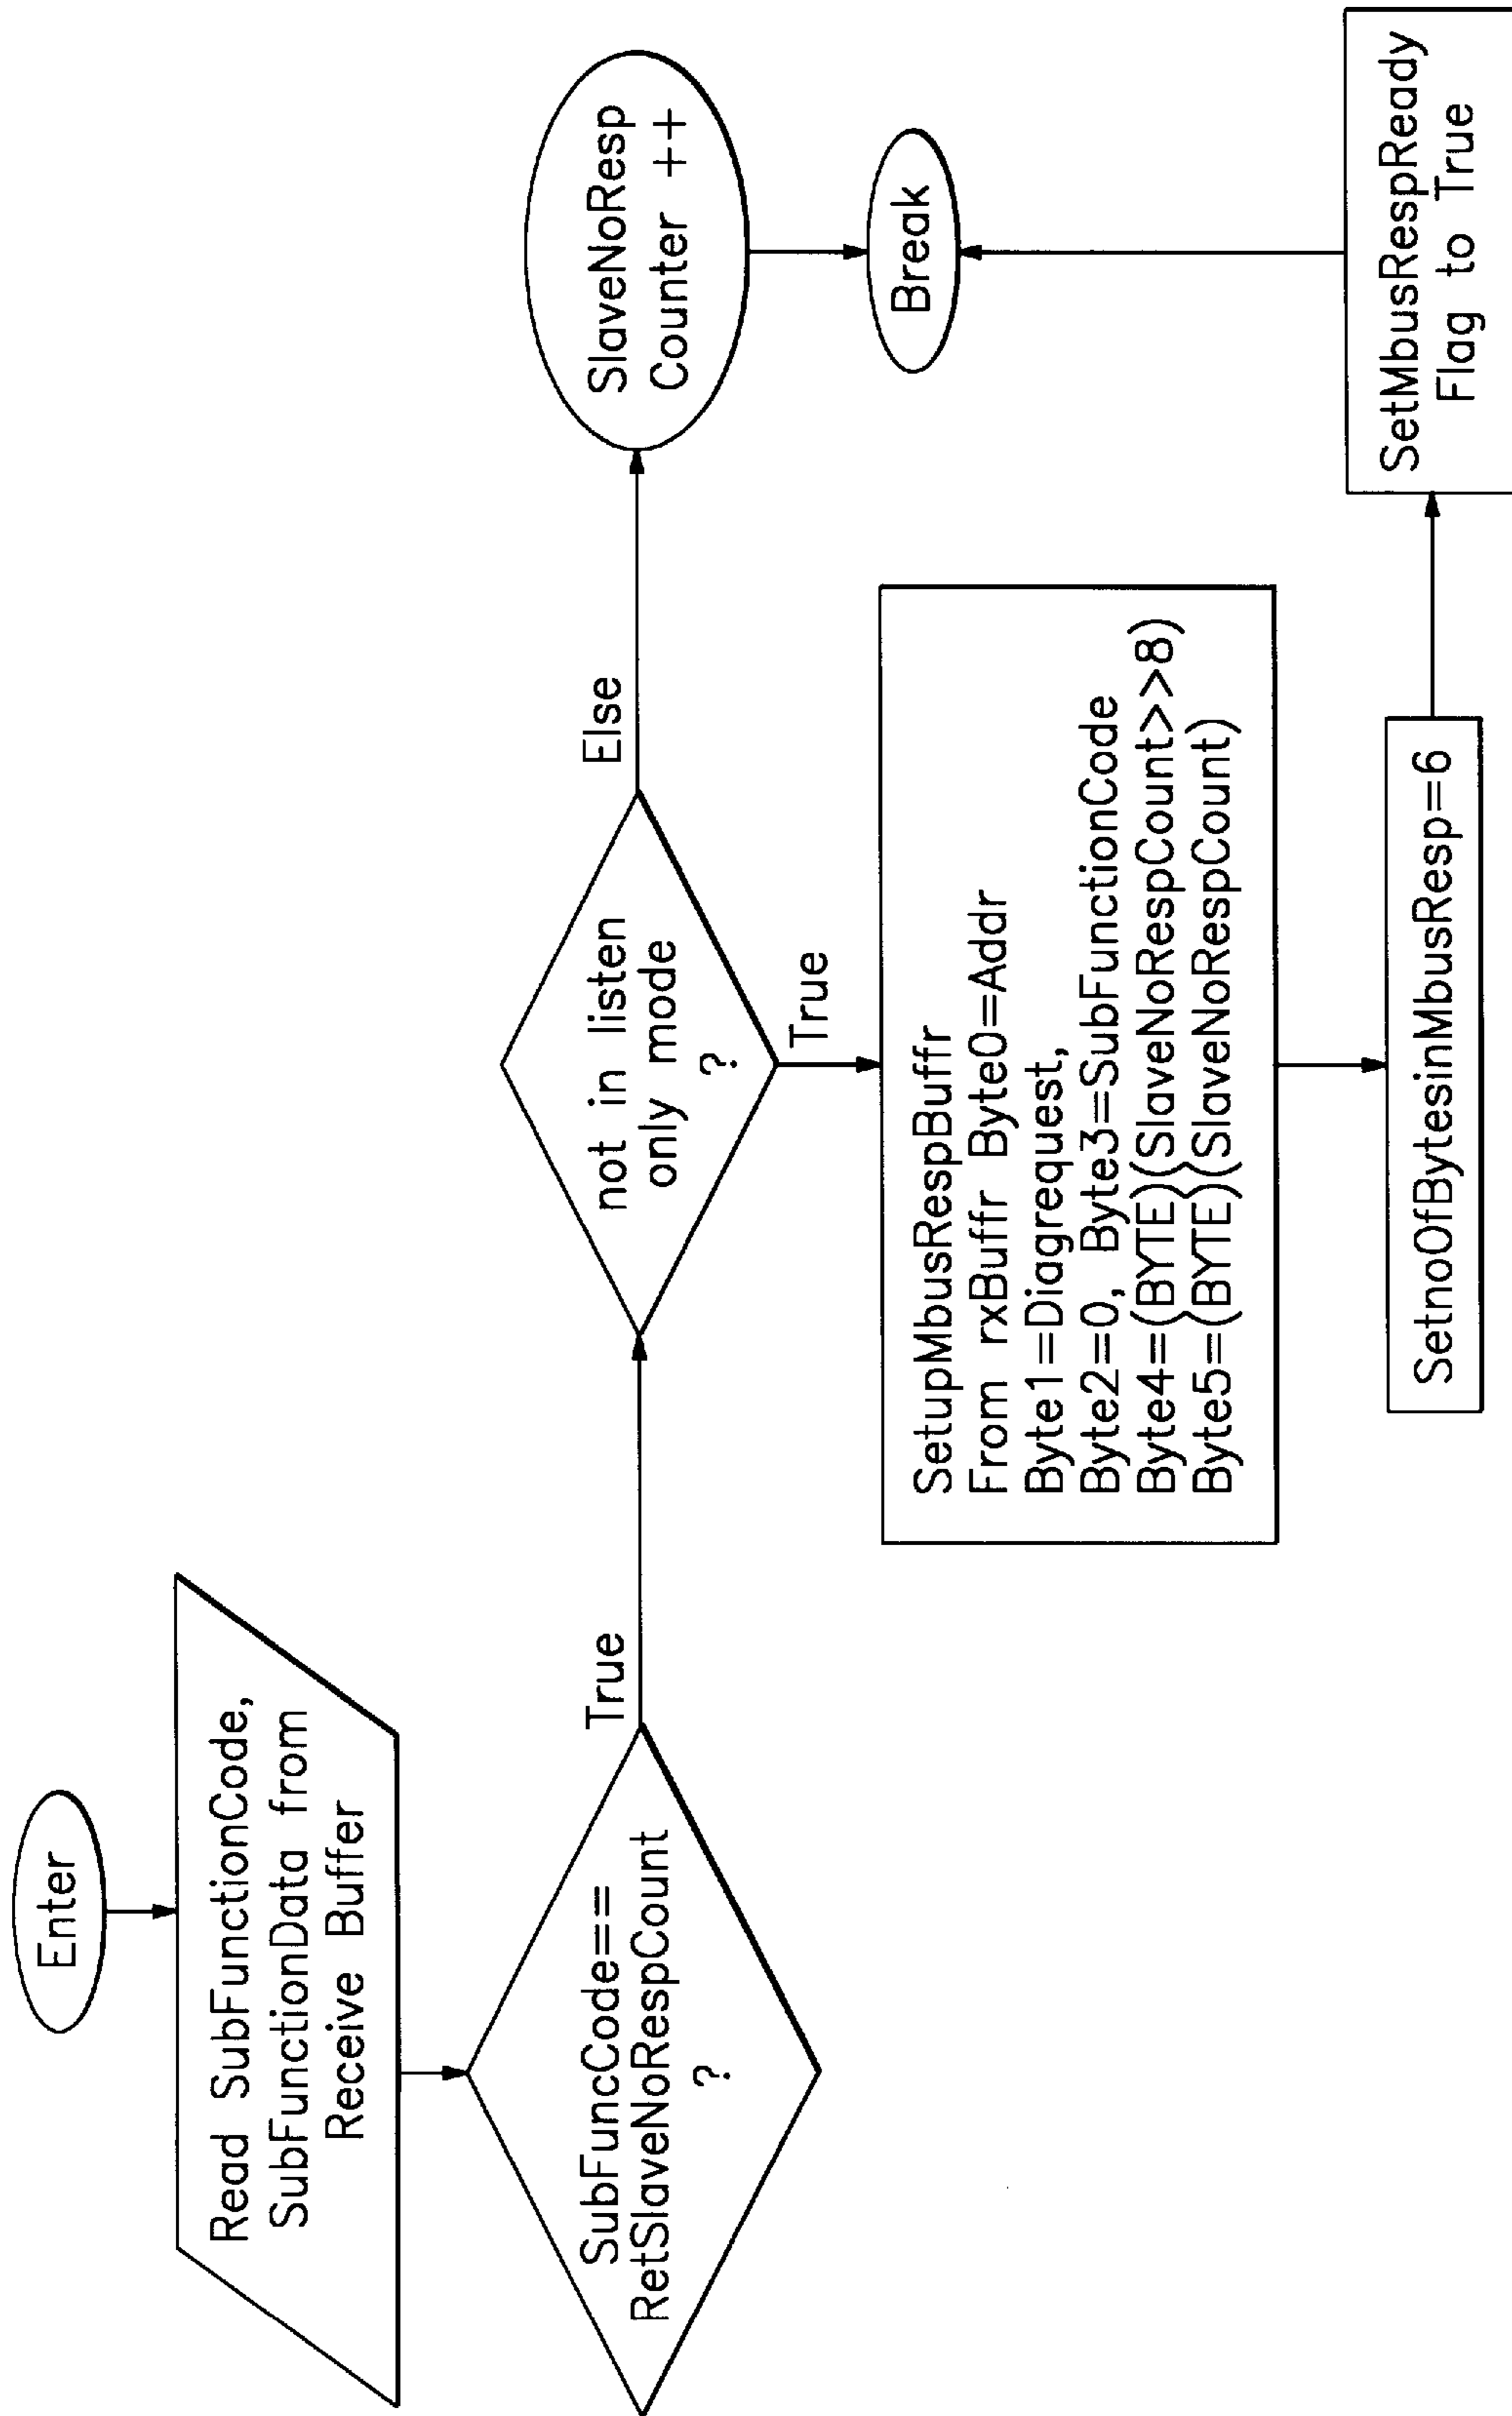 Enter
Read SubFunctionCode,
SubFunctionData from
Receive Buffer
SubFuncCode==
RetSlaveNoRespCount
?
True
not in listen
only mode
?
Else
SlaveNoResp
Counter ++
Break
True
SetupMbusRespBuffr
From rxBuffr Byte0=Addr
Byte1=Diagrequest,
Byte2=0, Byte3=SubFunctionCode
Byte4=(BYTE)(SlaveNoRespCount>>8)
Byte5=(BYTE)(SlaveNoRespCount)
SetnoOfBytesinMbusResp=6
SetMbusRespReady
Flag to True